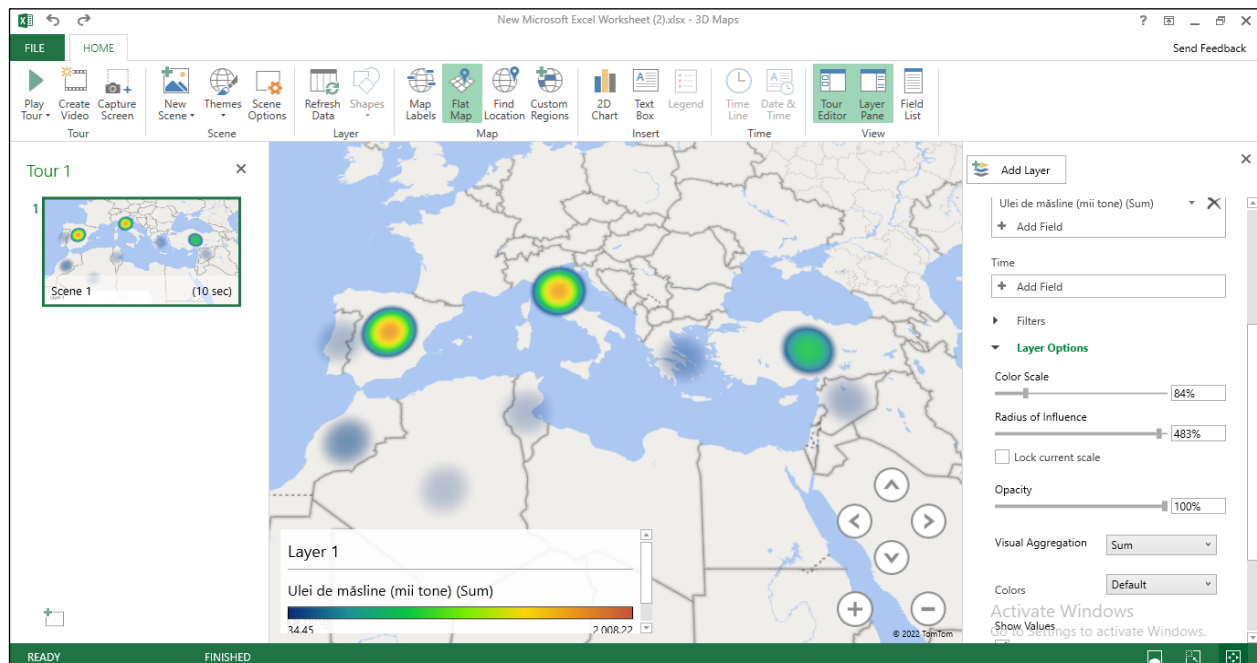 New Microsoft Excel Worksheet (2).xlsx - 3D Maps
?
FILE HOME Send Feedback
Play Tour
Create Video
Capture Screen
New Scene
Themes
Scene Options
Refresh Data
Shapes
Map Labels
Flat Map
Find Location
Custom Regions
2D Chart
Text Box
Legend
Time Line
Date & Time
Tour Editor
Layer Pane
Field List
Tour Scene Layer Map Insert Time View
Tour 1
1
Scene 1 (10 sec)
Layer 1
Ulei de măsline (mii tone) (Sum)
34.45 2 008.22
© 2022 TomTom
Add Layer
Ulei de măsline (mii tone) (Sum)
Add Field
Time
Add Field
Filters
Layer Options
Color Scale
84%
Radius of Influence
483%
Lock current scale
Opacity
100%
Visual Aggregation Sum
Colors Default
Activate Windows
Show Values
Go to Settings to activate Windows.
READY FINISHED